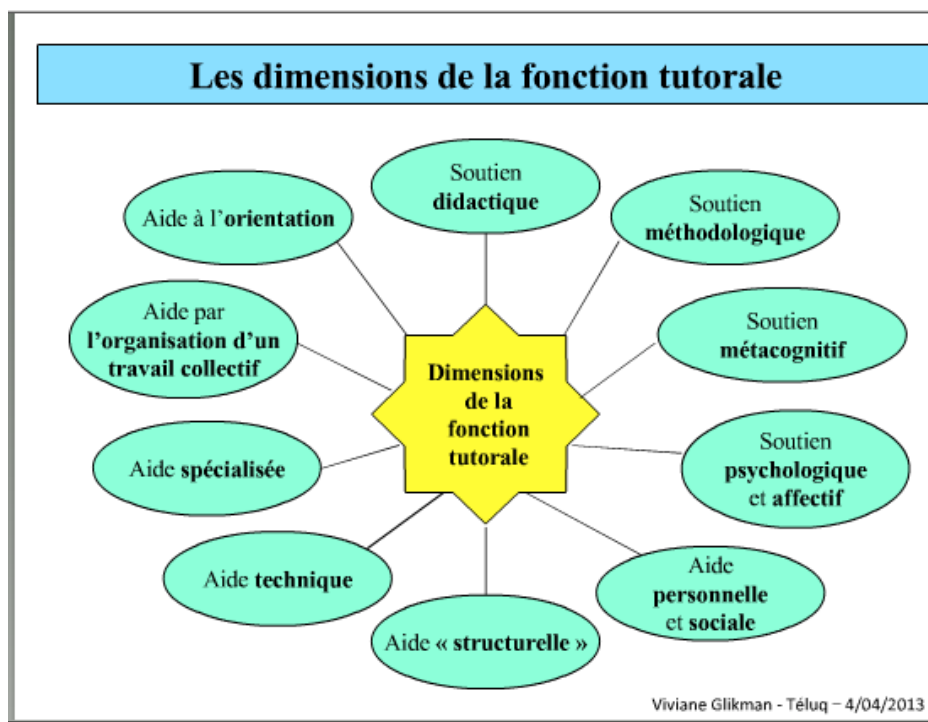 Les dimensions de la fonction tutorale
Soutien
didactique
Soutien
méthodologique
Soutien
métacognitif
Soutien
psychologique
et affectif
Aide
personnelle
et sociale
Aide « structurelle »
Aide technique
Aide spécialisée
Aide par
l'organisation d'un
travail collectif
Aide à l'orientation
Dimensions
de la
fonction
tutorale
Viviane Glikman - Téluq – 4/04/2013